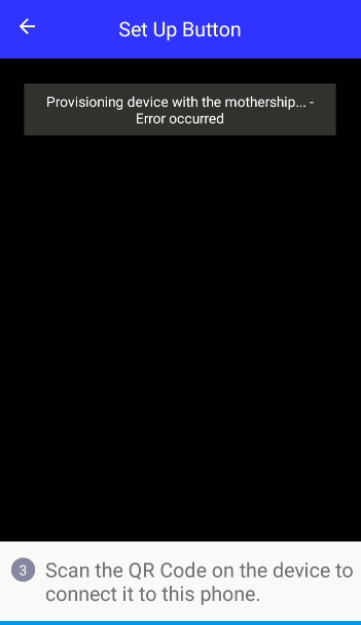 Set Up Button
Provisioning device with the mothership... -
Error occurred
3 Scan the QR Code on the device to
connect it to this phone.